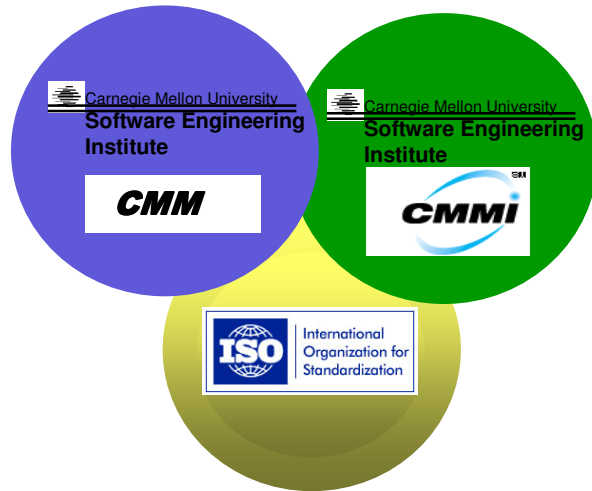 Carnegie Mellon University
Software Engineering
Institute
CMM
Carnegie Mellon University
Software Engineering
Institute
SM
CMMI
ISO
International
Organization for
Standardization